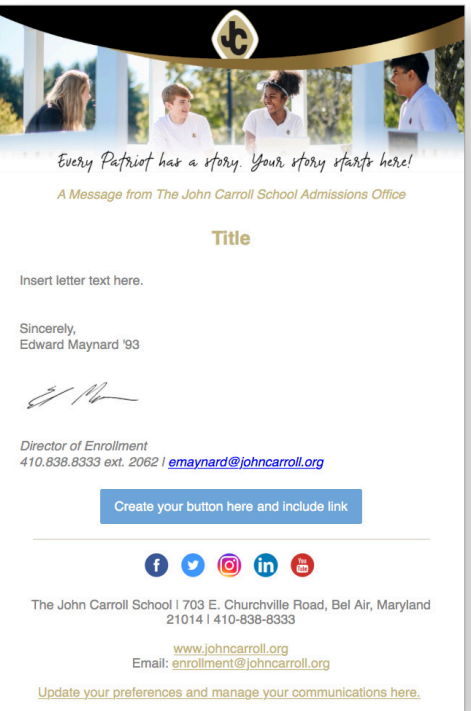 JC
Every Patriot has a story. Your story starts here!
A Message from The John Carroll School Admissions Office
Title
Insert letter text here.
Sincerely,
Edward Maynard '93
Director of Enrollment
410.838.8333 ext. 2062 | emaynard@johncarroll.org
Create your button here and include link
f in You Tube
The John Carroll School | 703 E. Churchville Road, Bel Air, Maryland
21014 | 410-838-8333
www.johncarroll.org
Email: enrollment@johncarroll.org
Update your preferences and manage your communications here.